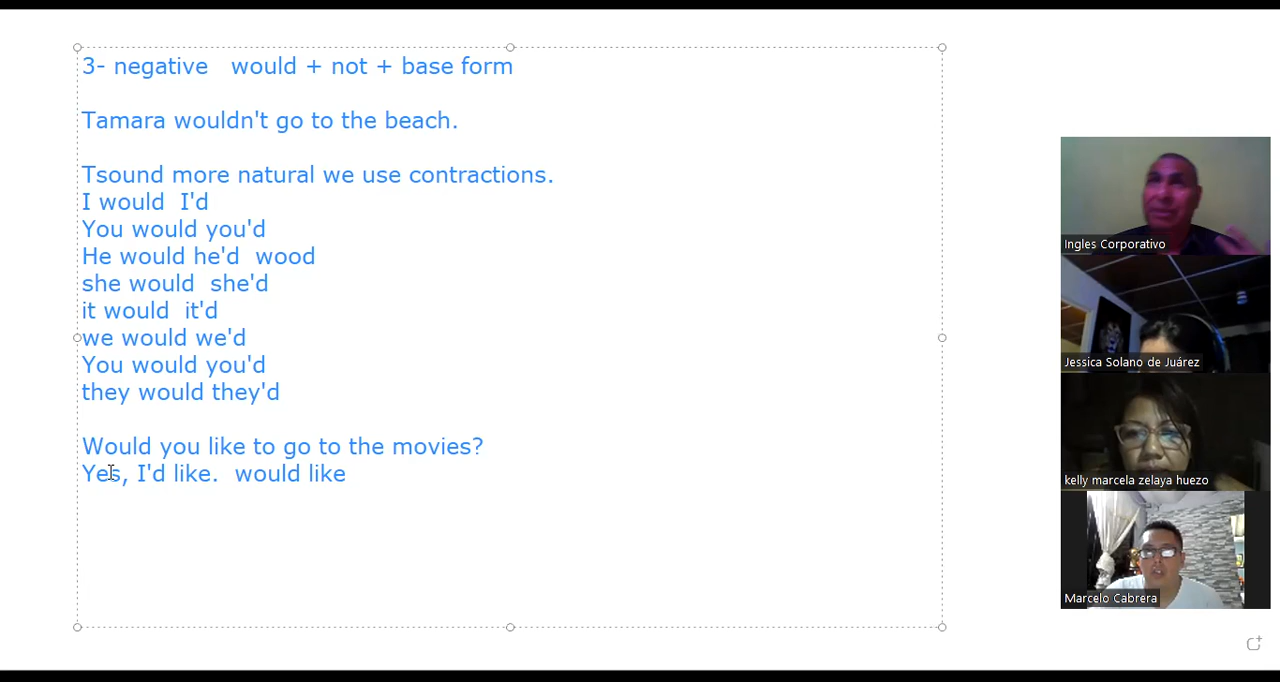 3- negative   would + not + base form
Tamara wouldn't go to the beach.
Tsound more natural we use contractions.
I would  I'd
You would you'd
He would he'd  wood
she would  she'd
it would  it'd
we would we'd
You would you'd
they would they'd
Would you like to go to the movies?
Yes, I'd like.  would like
Ingles Corporativo
Jessica Solano de Juárez
kelly marcela zelaya huezo
Marcelo Cabrera